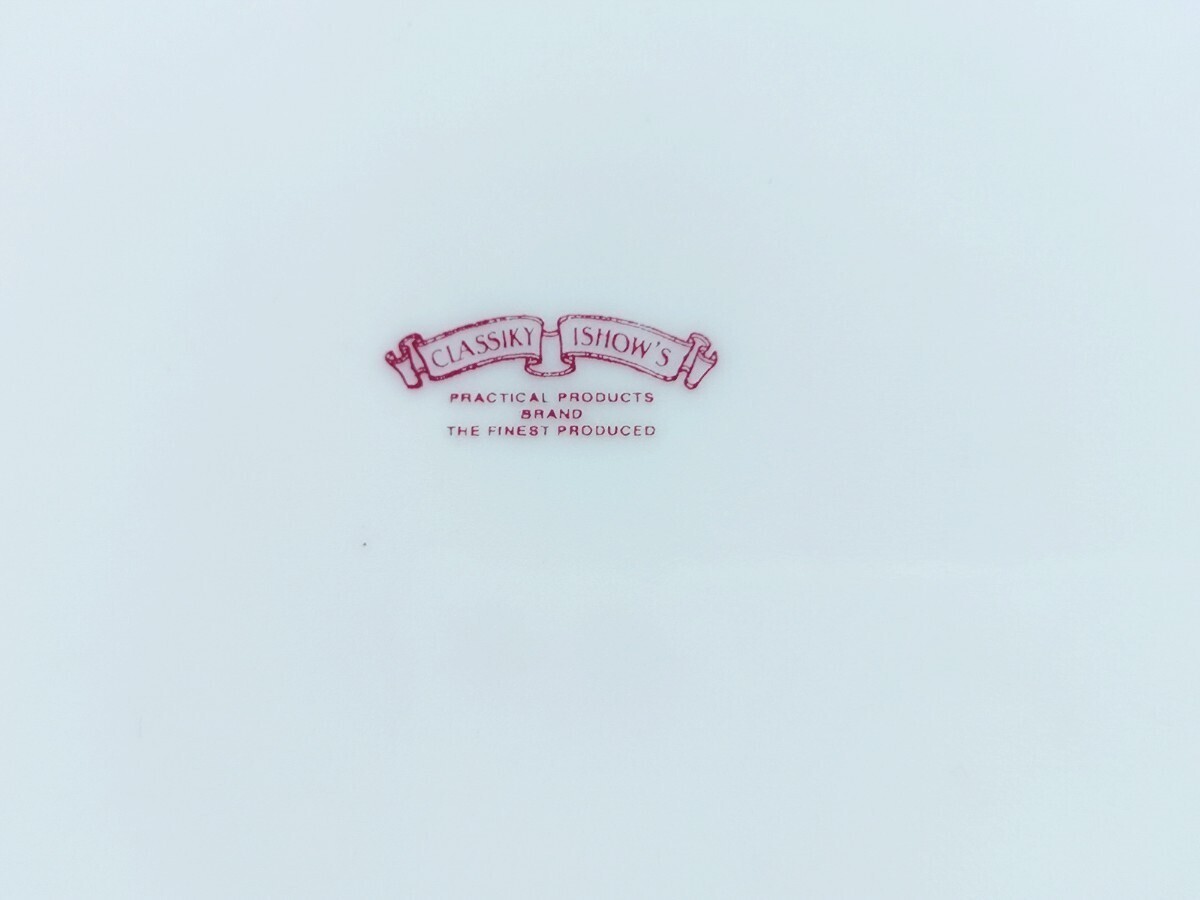 CLASSIKY ISHOW'S
PRACTICAL PRODUCTS
BRAND
THE FINEST PRODUCED